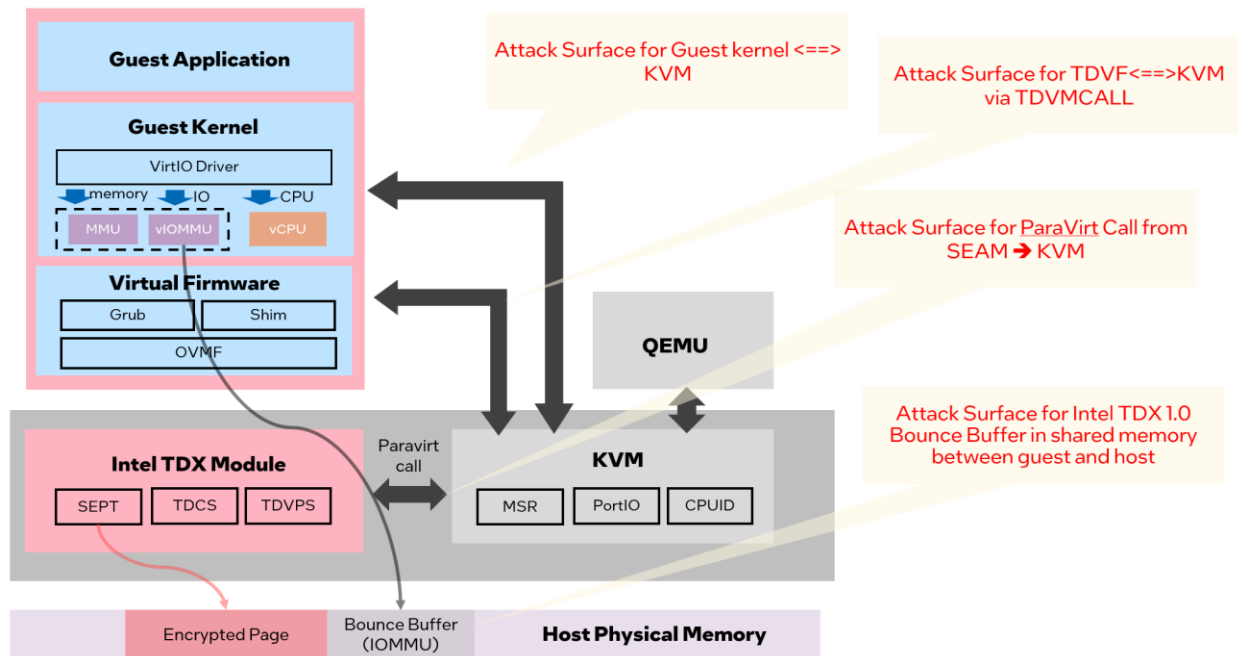 Guest Application
Guest Kernel
VirtIO Driver
memory
IO
CPU
MMU
vIOMMU
vCPU
Virtual Firmware
Grub
Shim
OVMF
Attack Surface for Guest kernel <==>
KVM
Attack Surface for TDVF<==>KVM
via TDVMCALL
Attack Surface for ParaVirt Call from
SEAM ➔ KVM
QEMU
Attack Surface for Intel TDX 1.0
Bounce Buffer in shared memory
between guest and host
Intel TDX Module
SEPT
TDCS
TDVPS
Paravirt
call
KVM
MSR
PortIO
CPUID
Encrypted Page
Bounce Buffer
(IOMMU)
Host Physical Memory